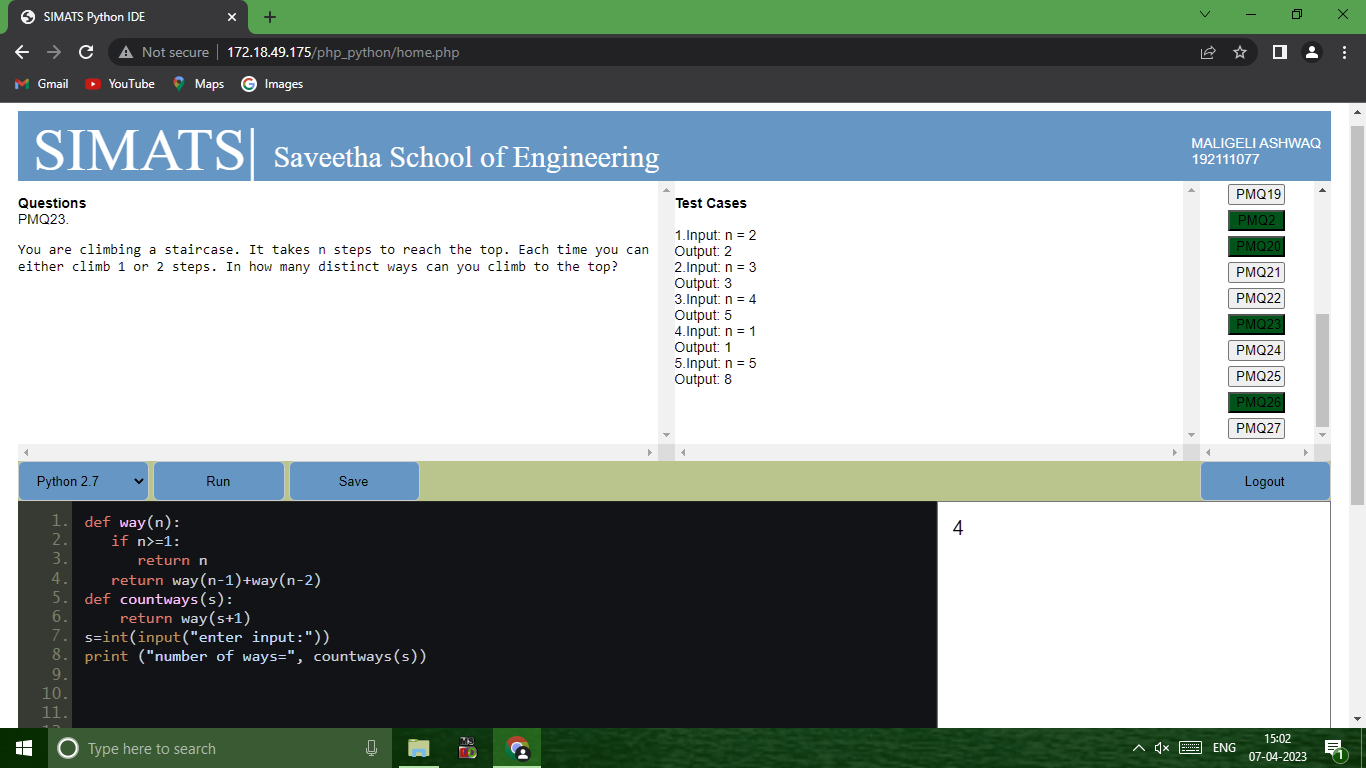 SIMATS Python IDE
Not secure 172.18.49.175/php_python/home.php
Gmail YouTube Maps Images
SIMATS| Saveetha School of Engineering
MALIGELI ASHWAQ
192111077
Questions
PMQ23.
You are climbing a staircase. It takes n steps to reach the top. Each time you can
either climb 1 or 2 steps. In how many distinct ways can you climb to the top?
Test Cases
1.Input: n = 2
Output: 2
2.Input: n = 3
Output: 3
3.Input: n = 4
Output: 5
4.Input: n = 1
Output: 1
5.Input: n = 5
Output: 8
PMQ19
PMQ2
PMQ20
PMQ21
PMQ22
PMQ23
PMQ24
PMQ25
PMQ26
PMQ27
Python 2.7 Run Save Logout
1. def way(n):
2. if n>=1:
3. return n
4. return way(n-1)+way(n-2)
5. def countways(s):
6. return way(s+1)
7. s=int(input("enter input:"))
8. print ("number of ways=", countways(s))
9.
10.
11.
4
Type here to search
ENG
15:02
07-04-2023
1